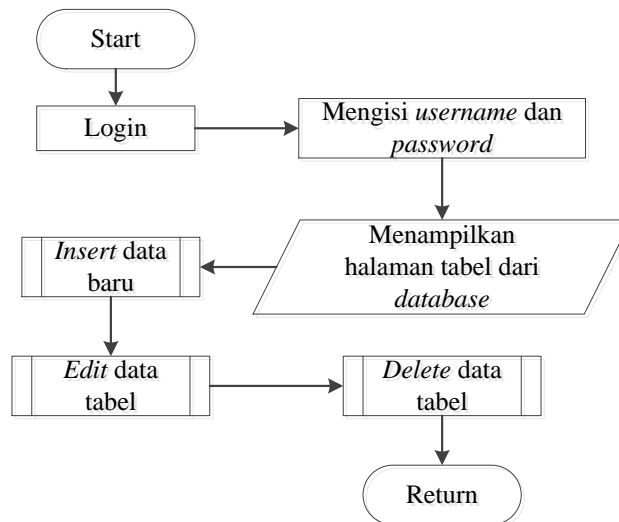 Start
Login
Mengisi username dan
password
Menampilkan
halaman tabel dari
database
Insert data
baru
Edit data
tabel
Delete data
tabel
Return